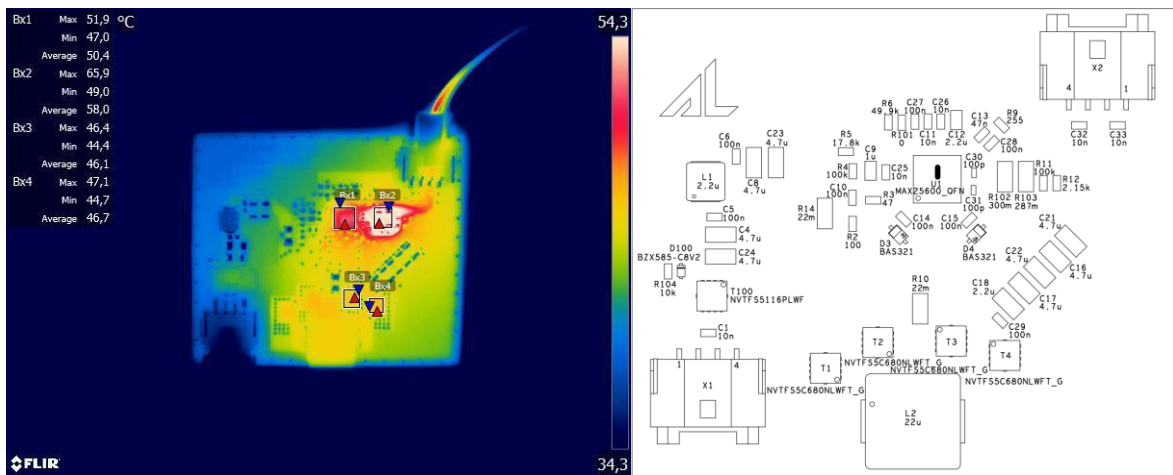 Bx1 Max 51,9 °C
Min 47,0
Average 50,4
Bx2 Max 65,9
Min 49,0
Average 58,0
Bx3 Max 46,4
Min 44,4
Average 46,1
Bx4 Max 47,1
Min 44,7
Average 46,7
54,3
Bx1
Bx2
Bx3
Bx4
34,3
FLIR
AL
X2
4
1
C32
10n
C33
10n
R6
49.9k
C27
100n
C26
10n
R101
0
C11
10n
C12
2.2u
C13
47n
R9
255
C28
100n
C6
100n
C23
4.7u
R5
17.8k
L1
2.2u
C8
4.7u
R4
100k
C9
1u
C25
10n
U1
MAX25600_QFN
C30
100p
R102
300m
R103
287m
R11
100k
R12
2.15k
C10
100n
R3
47
C31
100p
R14
22m
C5
100n
C4
4.7u
R2
100
C14
100n
C15
100n
D3
BAS321
D4
BAS321
C21
4.7u
D100
BZX585-C8V2
C24
4.7u
C22
4.7u
C16
4.7u
R104
10k
T100
NVTFS5116PLWF
R10
22m
C18
2.2u
C17
4.7u
C29
100n
C1
10n
T2
T3
T4
NVTFS5C680NLWFT_G
NVTFS5C680NLWFT_G
NVTFS5C680NLWFT_G
T1
NVTFS5C680NLWFT_G
1
4
X1
L2
22u